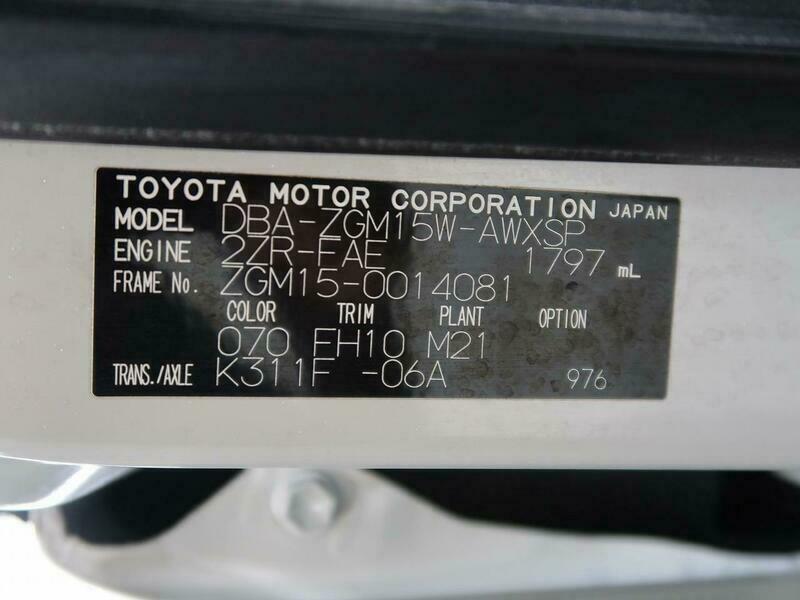 TOYOTA MOTOR CORPORATION JAPAN
MODEL DBA-ZGM15W-AWXSP
ENGINE 2ZR-FAE 1797 mL
FRAME No. ZGM15-0014081
COLOR TRIM PLANT OPTION
070 FH10 M21
TRANS./AXLE K311F -06A 976